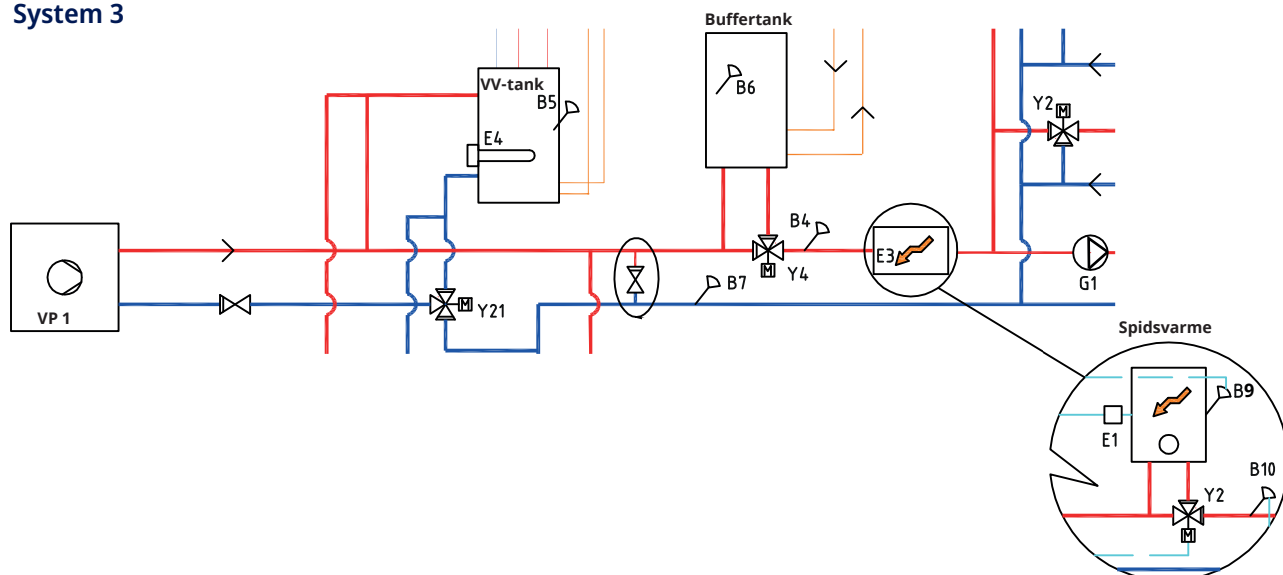 System 3
Buffertank
VV-tank
B5
B6
E4
Y2
M
B4
E3
B7
M
Y4
G1
VP 1
M
Y21
Spidsvarme
B9
E1
B10
Y2
M